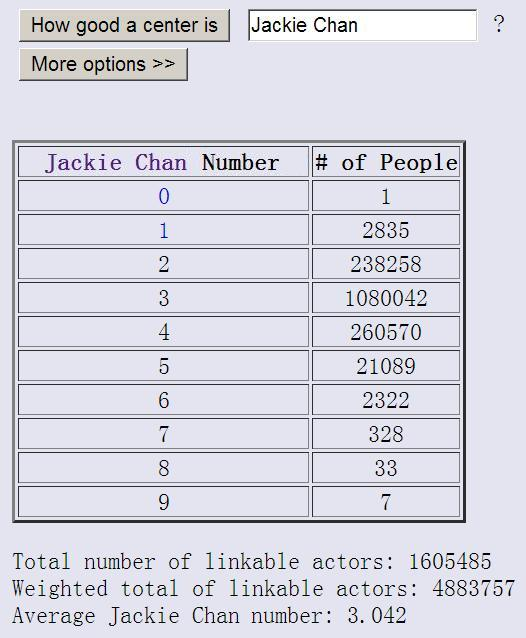 How good a center is Jackie Chan ?
More options >>
Jackie Chan Number # of People
0 1
1 2835
2 238258
3 1080042
4 260570
5 21089
6 2322
7 328
8 33
9 7
Total number of linkable actors: 1605485
Weighted total of linkable actors: 4883757
Average Jackie Chan number: 3.042